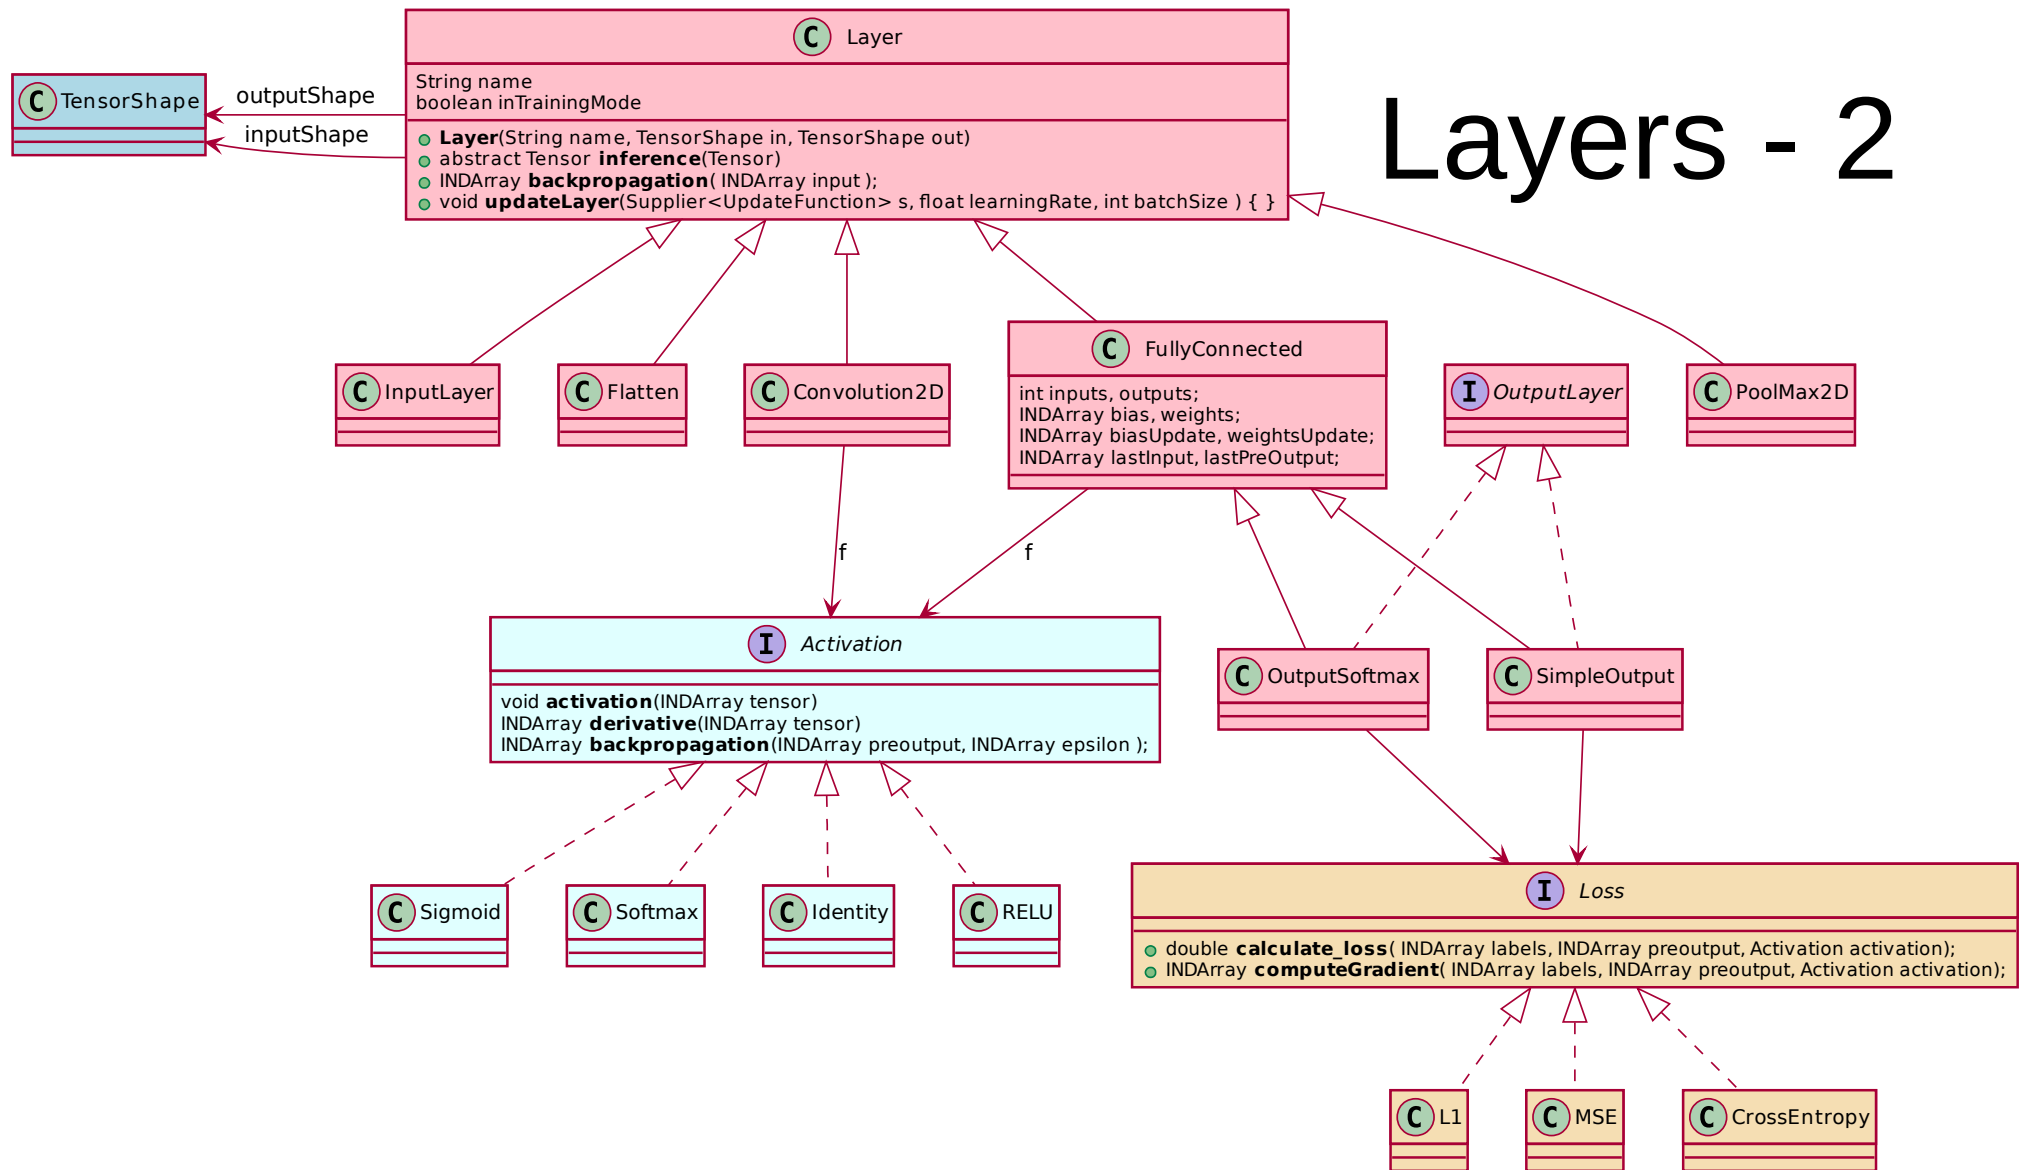 C Layer
String name
boolean inTrainingMode
Layer(String name, TensorShape in, TensorShape out)
abstract Tensor inference(Tensor)
INDArray backpropagation( INDArray input );
void updateLayer(Supplier<UpdateFunction> s, float learningRate, int batchSize ) { }
Layers - 2
C TensorShape
outputShape
inputShape
C InputLayer
C Flatten
C Convolution2D
C FullyConnected
int inputs, outputs;
INDArray bias, weights;
INDArray biasUpdate, weightsUpdate;
INDArray lastInput, lastPreOutput;
I OutputLayer
C PoolMax2D
f
f
I Activation
void activation(INDArray tensor)
INDArray derivative(INDArray tensor)
INDArray backpropagation(INDArray preoutput, INDArray epsilon );
C OutputSoftmax
C SimpleOutput
C Sigmoid
C Softmax
C Identity
C RELU
I Loss
double calculate_loss( INDArray labels, INDArray preoutput, Activation activation);
INDArray computeGradient( INDArray labels, INDArray preoutput, Activation activation);
C L1
C MSE
C CrossEntropy